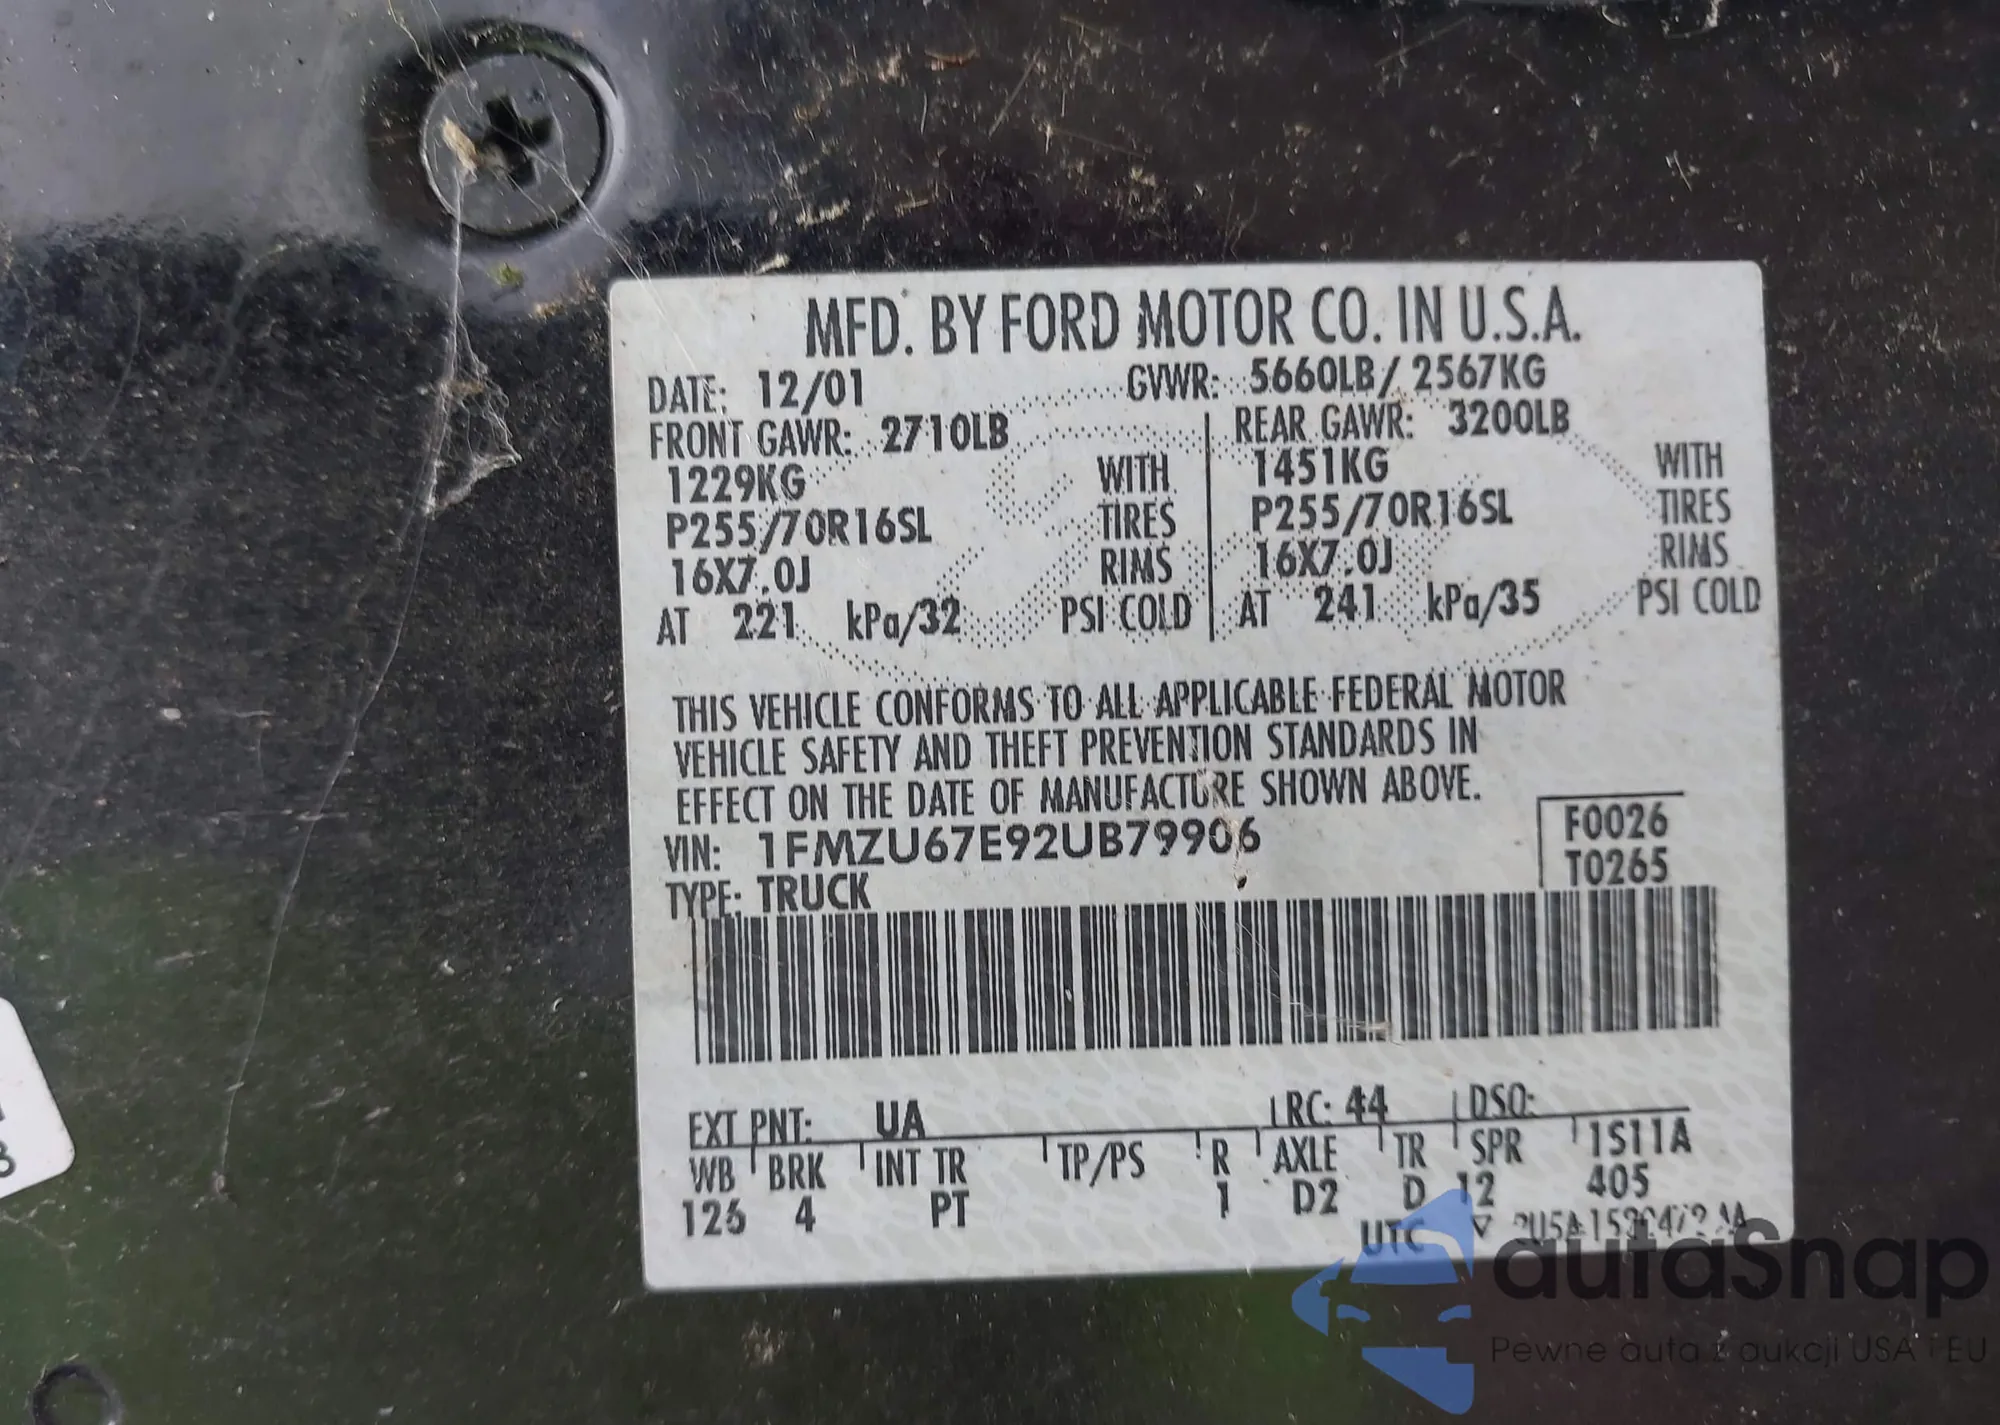 MFD. BY FORD MOTOR CO. IN U.S.A.
DATE: 12/01 GVWR: 5660LB/ 2567KG
FRONT GAWR: 2710LB REAR GAWR: 3200LB
1229KG WITH 1451KG WITH
P255/70R16SL TIRES P255/70R16SL TIRES
16X7.0J RIMS 16X7.0J RIMS
AT 221 kPa/32 PSI COLD AT 241 kPa/35 PSI COLD
THIS VEHICLE CONFORMS TO ALL APPLICABLE FEDERAL MOTOR
VEHICLE SAFETY AND THEFT PREVENTION STANDARDS IN
EFFECT ON THE DATE OF MANUFACTURE SHOWN ABOVE.
VIN: 1FMZU67E92UB79906
F0026
TYPE: TRUCK
T0265
EXT PNT: UA RC: 44 DSO:
WB BRK INT TR TP/PS R AXLE TR SPR 1S11A
126 4 PT 1 D2 D 12 405
UTC
autaSnap
Pewne auta z aukcji USA i EU
8